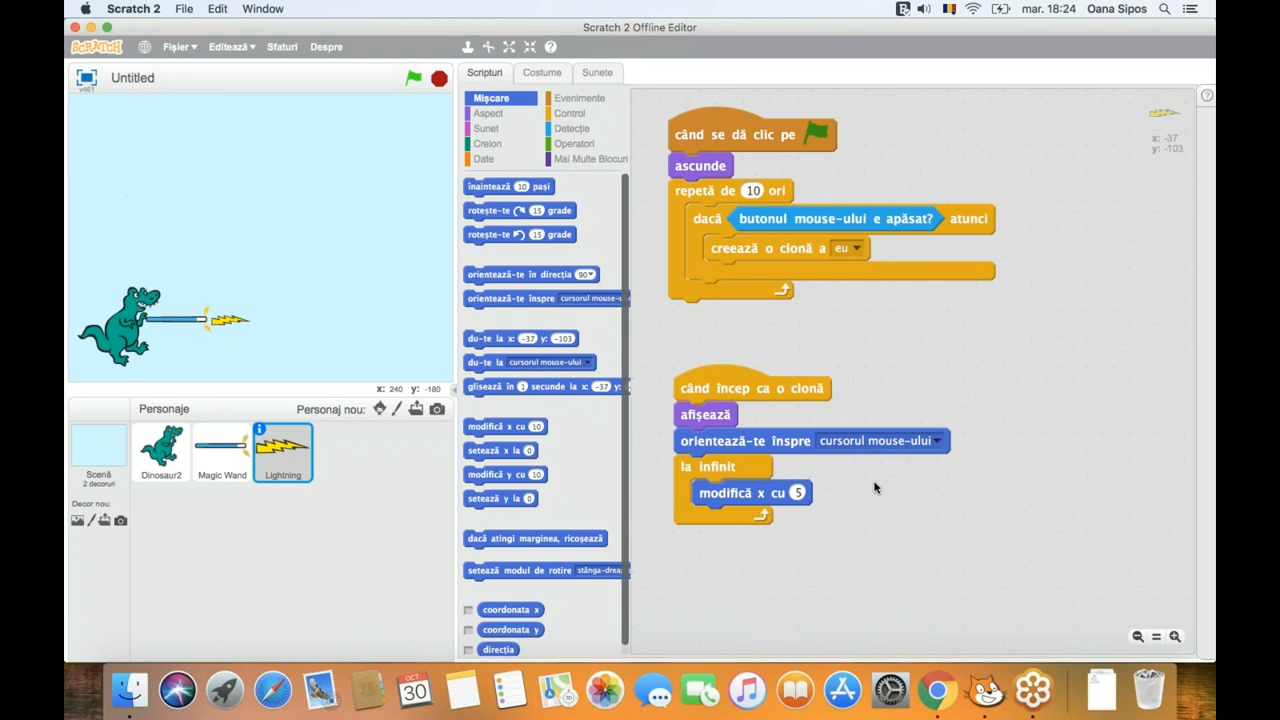 Scratch 2 File Edit Window mar. 18:24 Oana Sipos
Scratch 2 Offline Editor
SCRATCH Fișier Editează Sfaturi Despre
v461 Untitled
Scripturi Costume Sunete
Mișcare Evenimente
Aspect Control
Sunet Detecție
Creion Operatori
Date Mai Multe Blocuri
înaintează 10 pași
rotește-te 15 grade
rotește-te 15 grade
orientează-te în direcția 90
orientează-te înspre cursorul mouse-u
du-te la x: -37 y: -103
du-te la cursorul mouse-ului
glisează în 1 secunde la x: -37 y:
modifică x cu 10
setează x la 0
modifică y cu 10
setează y la 0
dacă atingi marginea, ricoșează
setează modul de rotire stânga-drea
coordonata x
coordonata y
direcția
când se dă clic pe
ascunde
repetă de 10 ori
dacă butonul mouse-ului e apăsat? atunci
creează o clonă a eu
când încep ca o clonă
afișează
orientează-te înspre cursorul mouse-ului
la infinit
modifică x cu 5
x: -37
y: -103
x: 240 y: -180
Personaje Personaj nou:
Scenă
2 decoruri
Decor nou:
Dinosaur2 Magic Wand Lightning
OCT
30